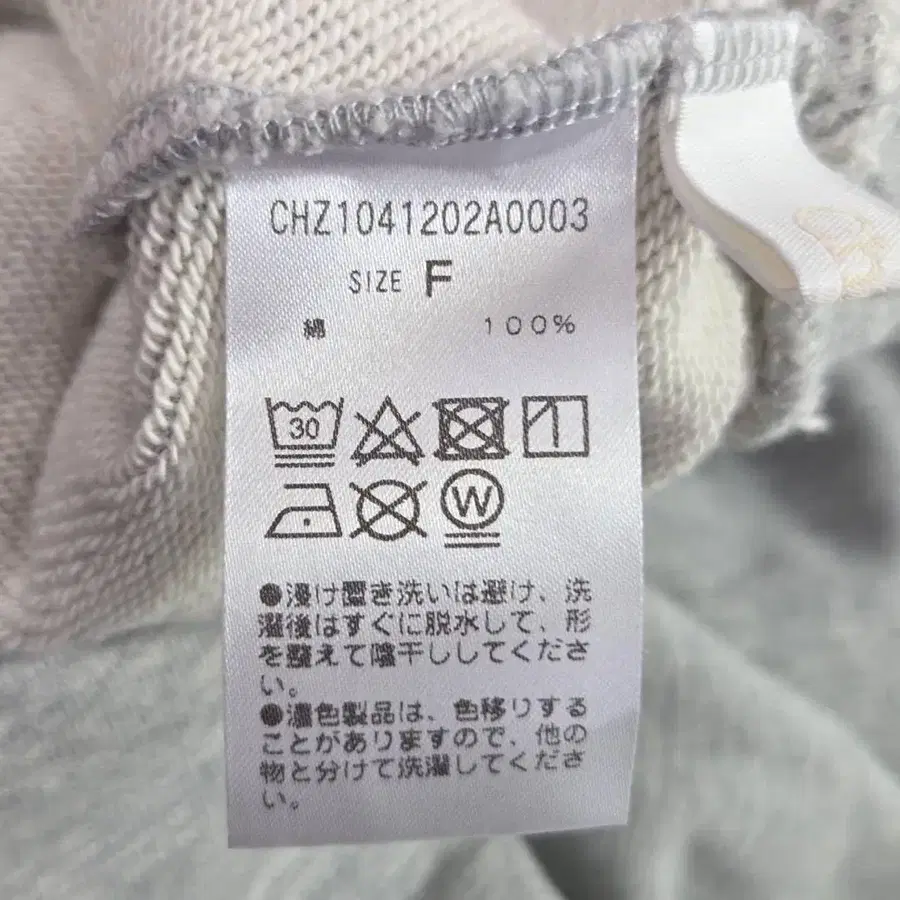 CHZ1041202A0003
SIZE F
綿 100%
30
W
●浸け置き洗いは避け、洗
濯後はすぐに脱水して、形
を整えて陰干ししてくださ
い。
●濃色製品は、色移りする
ことがありますので、他の
物と分けて洗濯してくださ
い。